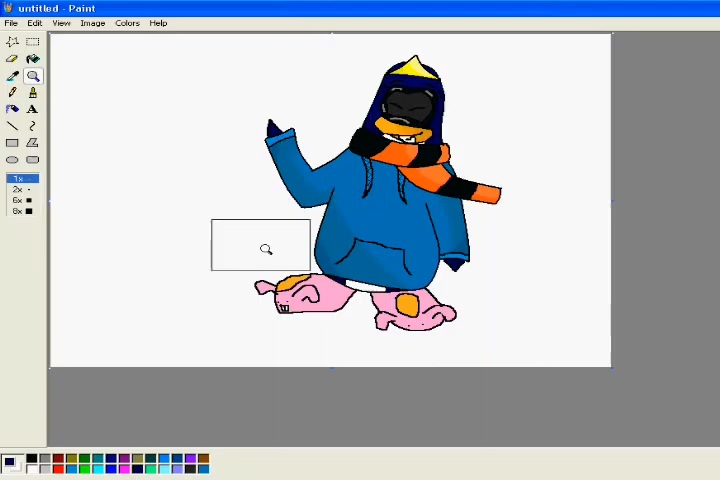 untitled - Paint
File Edit View Image Colors Help
A
1x
2x
6x
8x